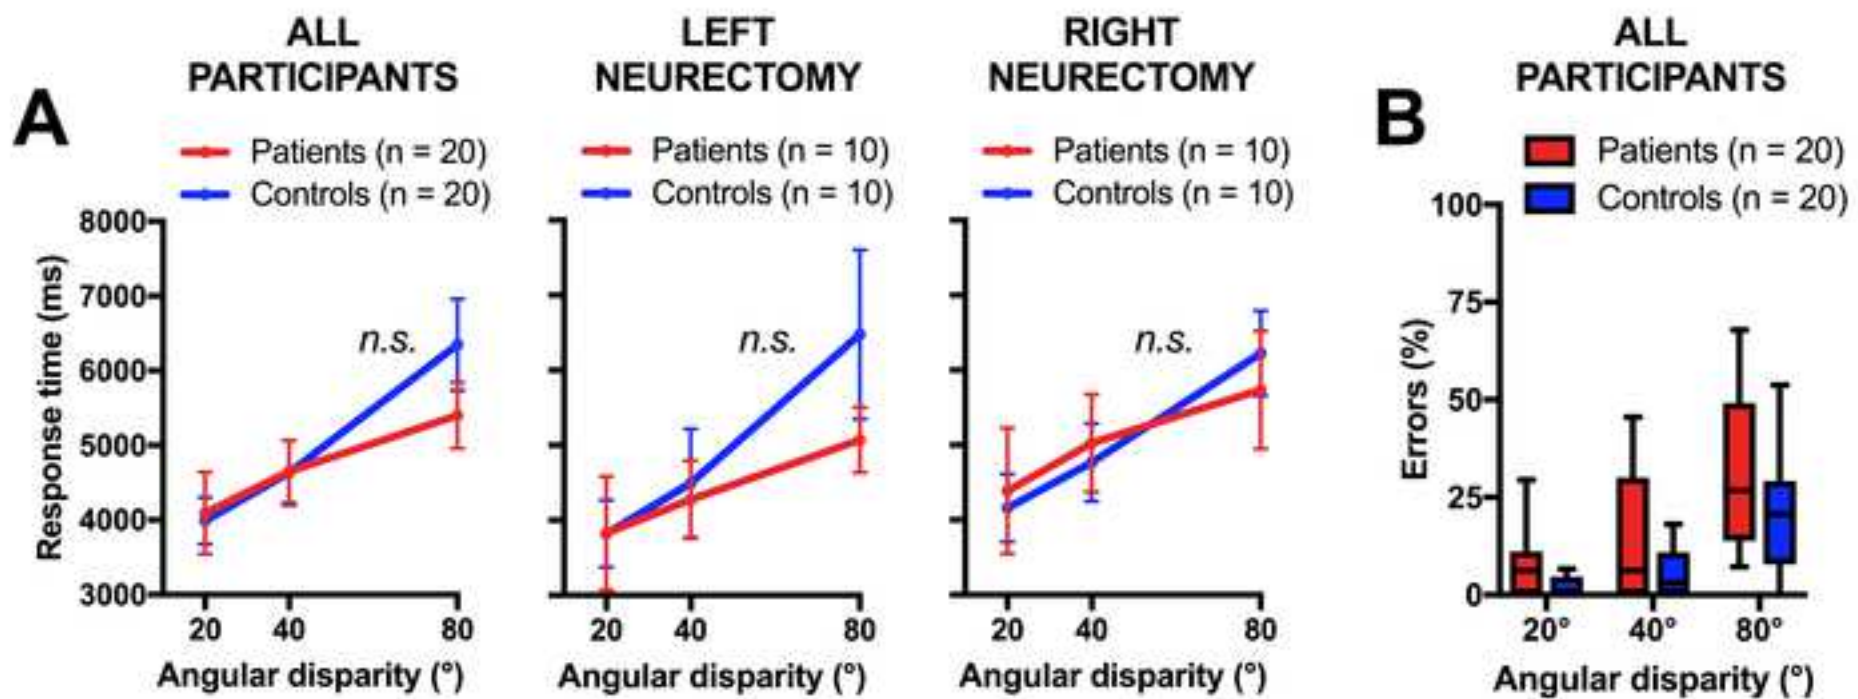 A
ALL
PARTICIPANTS
Patients (n = 20)
Controls (n = 20)
Response time (ms)
8000
7000
6000
5000
4000
3000
n.s.
20 40 80
Angular disparity (°)
LEFT
NEURECTOMY
Patients (n = 10)
Controls (n = 10)
n.s.
20 40 80
Angular disparity (°)
RIGHT
NEURECTOMY
Patients (n = 10)
Controls (n = 10)
n.s.
20 40 80
Angular disparity (°)
B
ALL
PARTICIPANTS
Patients (n = 20)
Controls (n = 20)
Errors (%)
100
75
50
25
0
20° 40° 80°
Angular disparity (°)